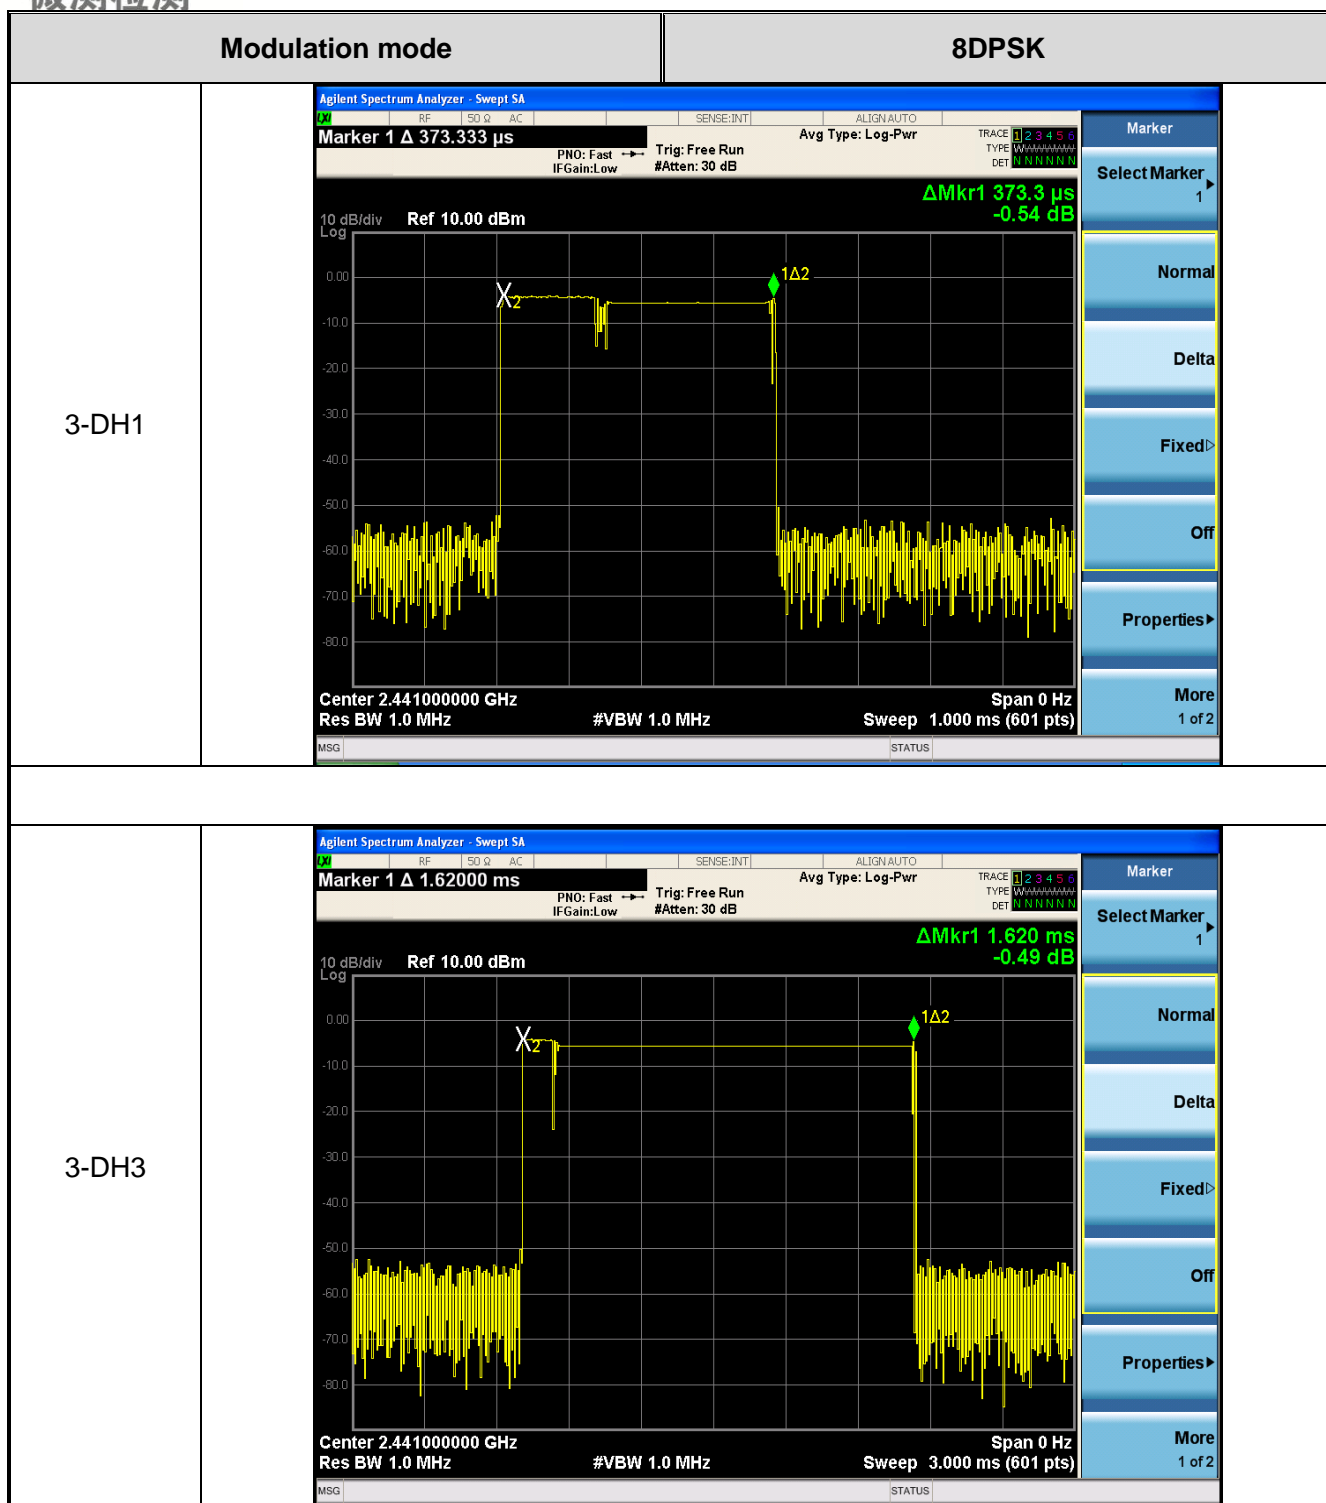 微测检测
Modulation mode 8DPSK
3-DH1
Agilent Spectrum Analyzer - Swept SA
LXI RF 50 Ω AC SENSE:INT ALIGN AUTO
Marker 1 Δ 373.333 µs
PNO: Fast
IFGain:Low
Trig: Free Run
#Atten: 30 dB
Avg Type: Log-Pwr
TRACE 1 2 3 4 5 6
TYPE W
DET N N N N N N
ΔMkr1 373.3 µs
-0.54 dB
10 dB/div Ref 10.00 dBm
Log
1Δ2
X2
0.00
-10.0
-20.0
-30.0
-40.0
-50.0
-60.0
-70.0
-80.0
Center 2.441000000 GHz Span 0 Hz
Res BW 1.0 MHz #VBW 1.0 MHz Sweep 1.000 ms (601 pts)
MSG STATUS
Marker
Select Marker
1
Normal
Delta
Fixed
Off
Properties
More
1 of 2
3-DH3
Agilent Spectrum Analyzer - Swept SA
LXI RF 50 Ω AC SENSE:INT ALIGN AUTO
Marker 1 Δ 1.62000 ms
PNO: Fast
IFGain:Low
Trig: Free Run
#Atten: 30 dB
Avg Type: Log-Pwr
TRACE 1 2 3 4 5 6
TYPE W
DET N N N N N N
ΔMkr1 1.620 ms
-0.49 dB
10 dB/div Ref 10.00 dBm
Log
1Δ2
X2
0.00
-10.0
-20.0
-30.0
-40.0
-50.0
-60.0
-70.0
-80.0
Center 2.441000000 GHz Span 0 Hz
Res BW 1.0 MHz #VBW 1.0 MHz Sweep 3.000 ms (601 pts)
MSG STATUS
Marker
Select Marker
1
Normal
Delta
Fixed
Off
Properties
More
1 of 2